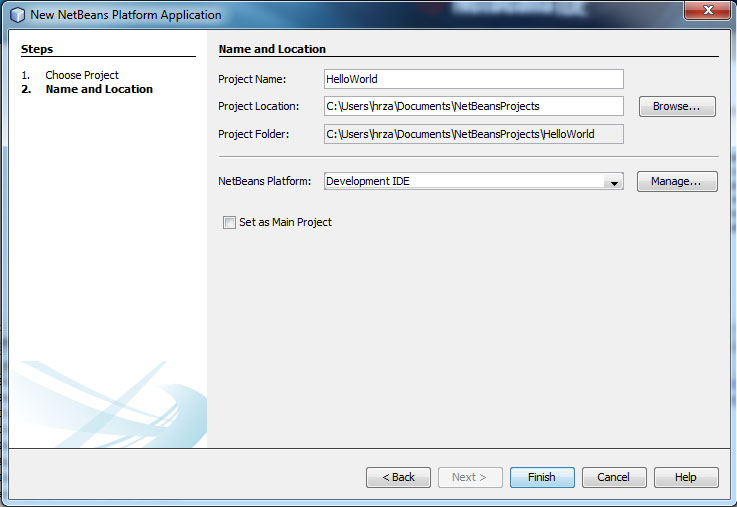 New NetBeans Platform Application
Steps
1. Choose Project
2. Name and Location
Name and Location
Project Name: HelloWorld
Project Location: C:\Users\hrza\Documents\NetBeansProjects Browse...
Project Folder: C:\Users\hrza\Documents\NetBeansProjects\HelloWorld
NetBeans Platform: Development IDE Manage...
Set as Main Project
< Back Next > Finish Cancel Help